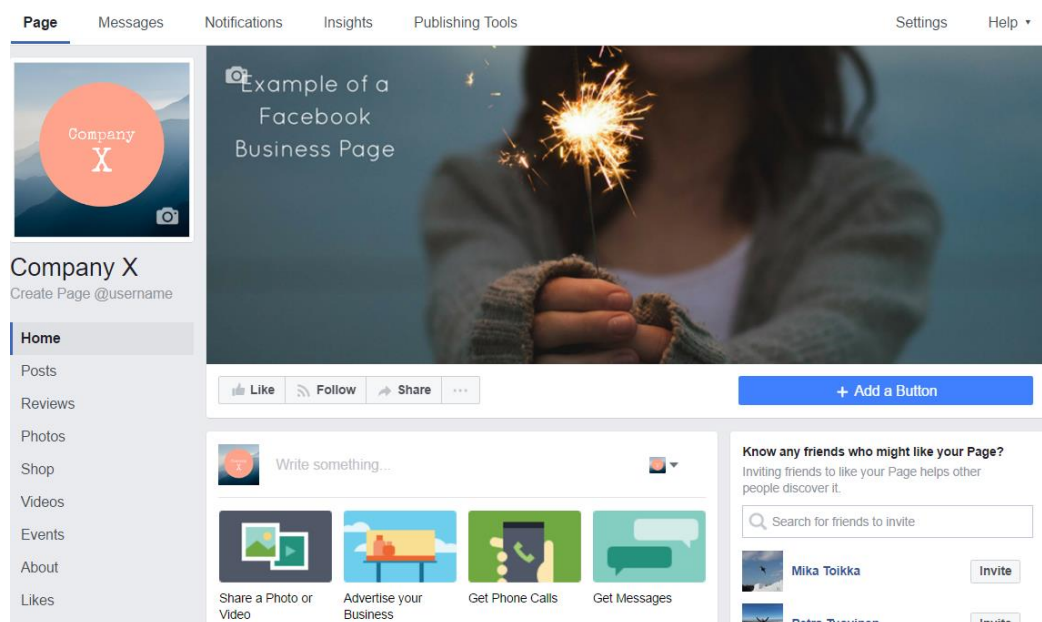 Page
Messages
Notifications
Insights
Publishing Tools
Settings
Help
Company
X
Example of a
Facebook
Business Page
Company X
Create Page @username
Home
Posts
Reviews
Photos
Shop
Videos
Events
About
Likes
Like
Follow
Share
+ Add a Button
Write something...
Share a Photo or
Video
Advertise your
Business
Get Phone Calls
Get Messages
Know any friends who might like your Page?
Inviting friends to like your Page helps other
people discover it.
Search for friends to invite
Mika Toikka
Invite
Invite